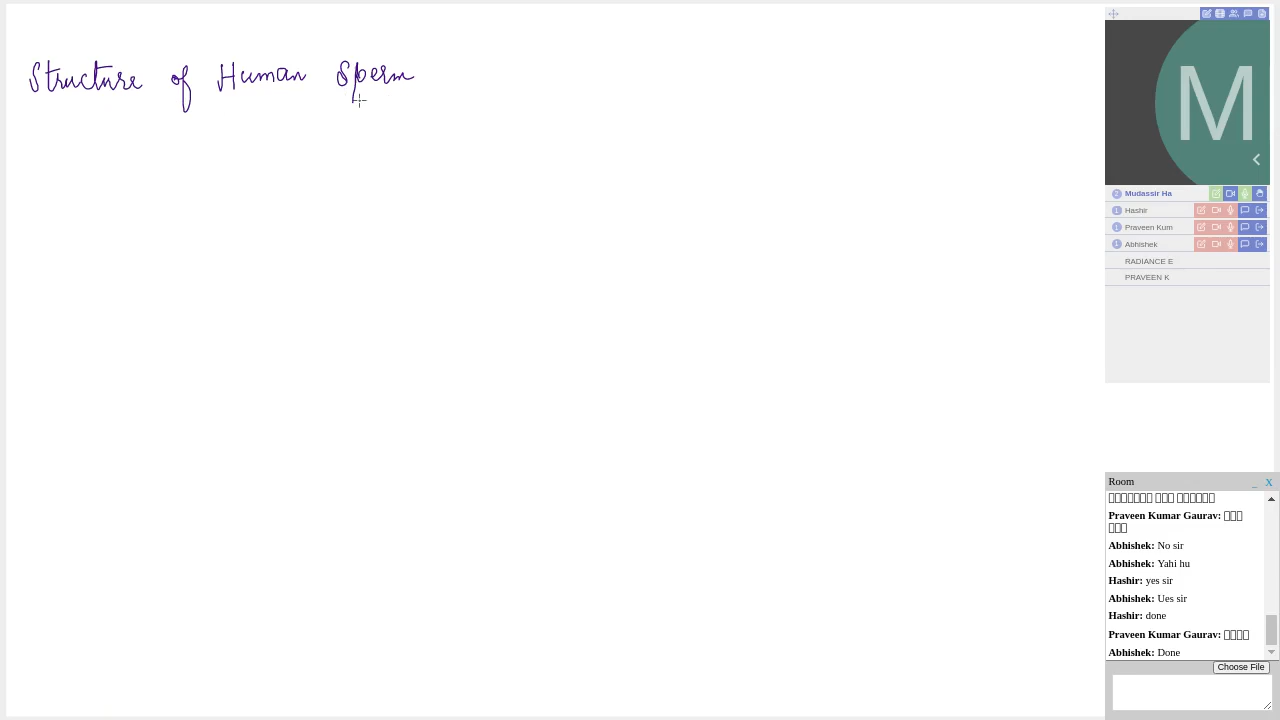 Structure of Human Sperm
M
Mudassir Ha
Hashir
Praveen Kum
Abhishek
RADIANCE E
PRAVEEN K
Room
Praveen Kumar Gaurav:
Abhishek: No sir
Abhishek: Yahi hu
Hashir: yes sir
Abhishek: Ues sir
Hashir: done
Praveen Kumar Gaurav:
Abhishek: Done
Choose File